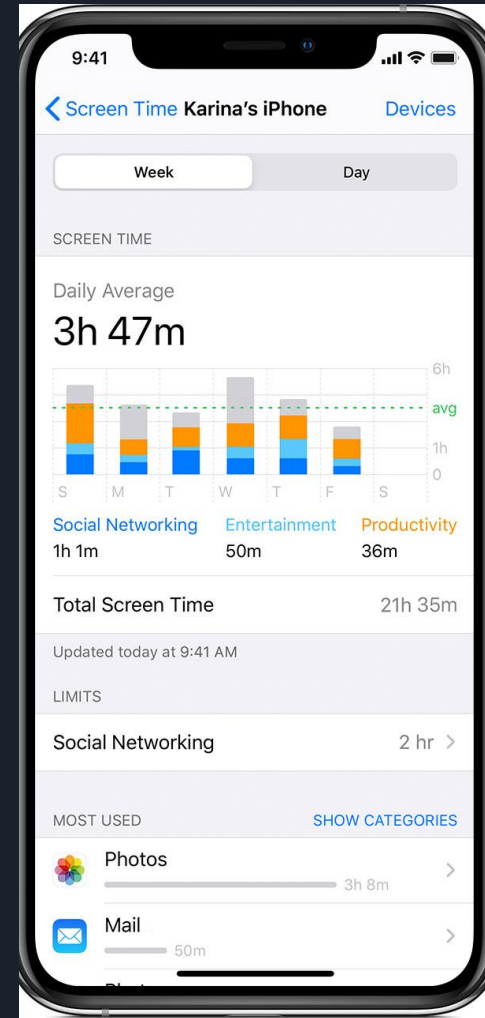 9:41
Screen Time Karina's iPhone Devices
Week Day
SCREEN TIME
Daily Average
3h 47m
6h
avg
1h
0
S M T W T F S
Social Networking Entertainment Productivity
1h 1m 50m 36m
Total Screen Time 21h 35m
Updated today at 9:41 AM
LIMITS
Social Networking 2 hr
MOST USED SHOW CATEGORIES
Photos
3h 8m
Mail
50m